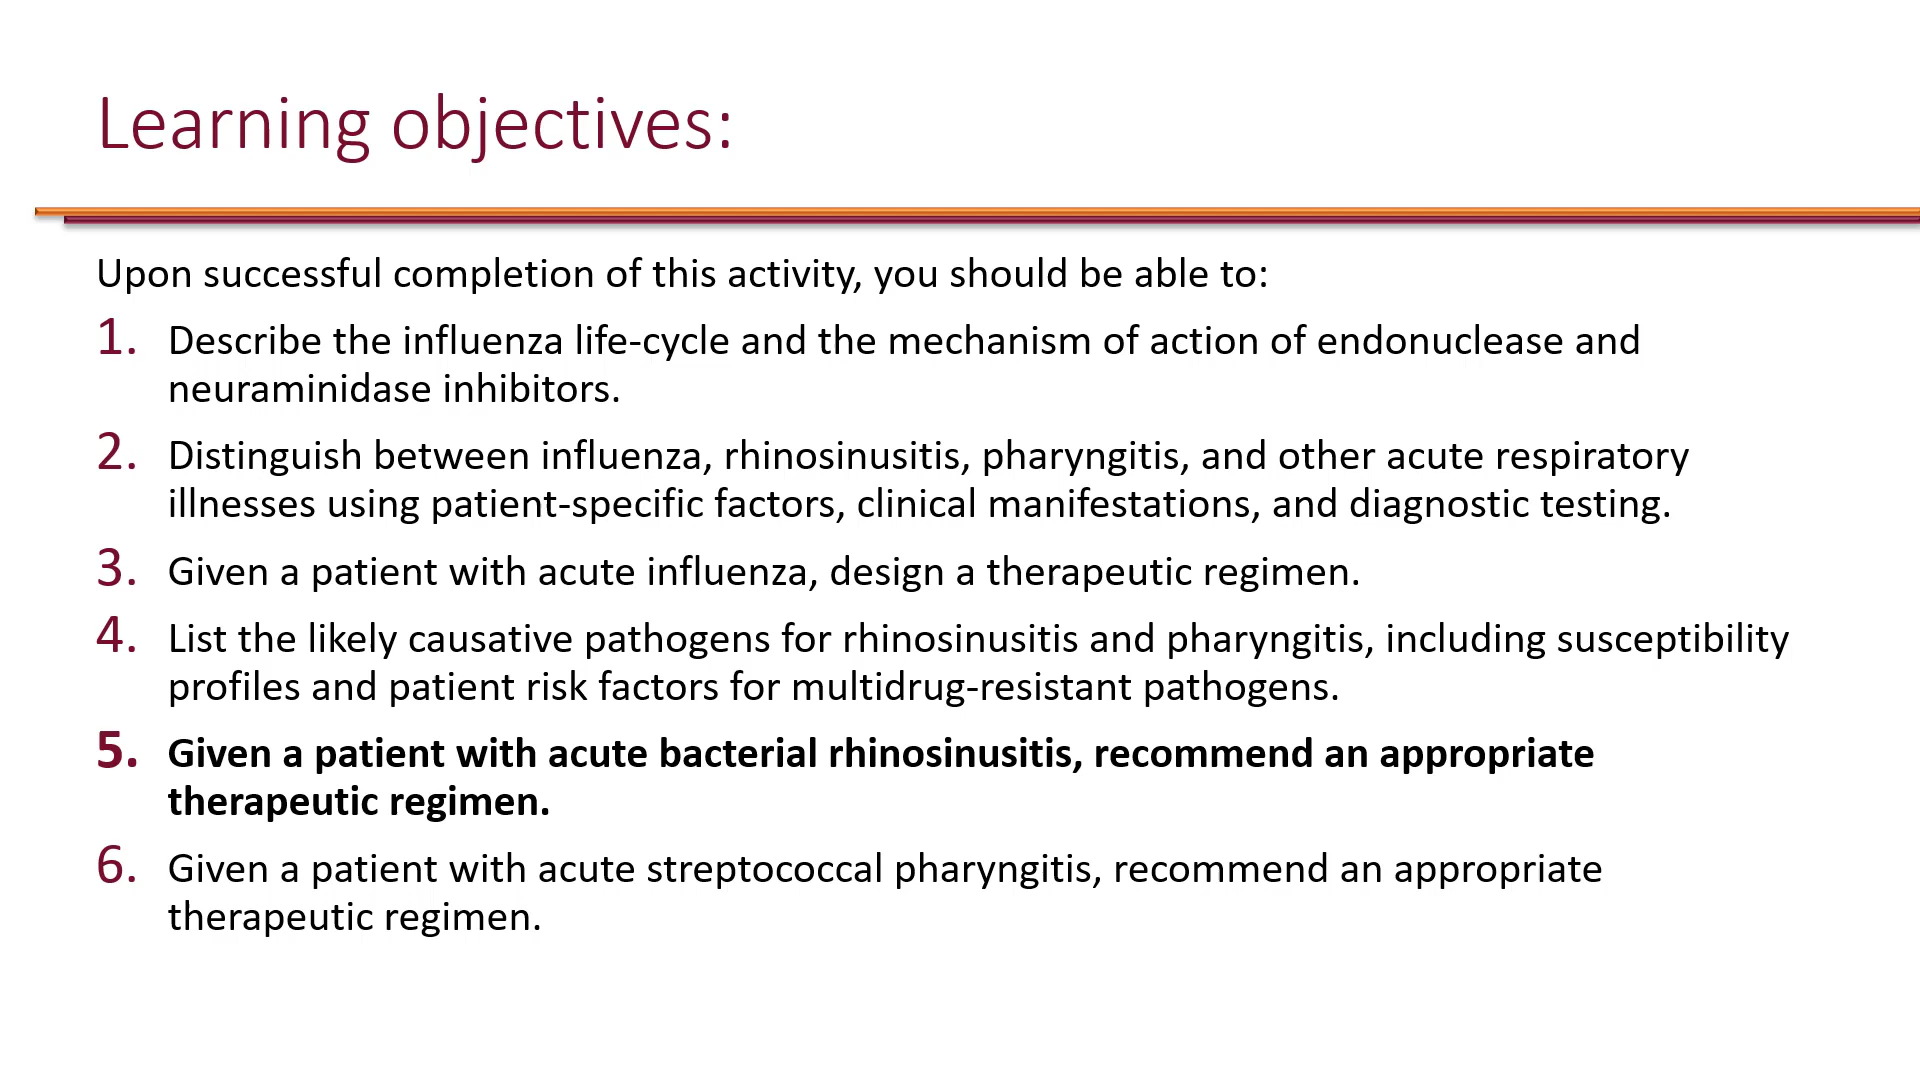 Learning objectives:
Upon successful completion of this activity, you should be able to:
1. Describe the influenza life-cycle and the mechanism of action of endonuclease and
neuraminidase inhibitors.
2. Distinguish between influenza, rhinosinusitis, pharyngitis, and other acute respiratory
illnesses using patient-specific factors, clinical manifestations, and diagnostic testing.
3. Given a patient with acute influenza, design a therapeutic regimen.
4. List the likely causative pathogens for rhinosinusitis and pharyngitis, including susceptibility
profiles and patient risk factors for multidrug-resistant pathogens.
5. Given a patient with acute bacterial rhinosinusitis, recommend an appropriate
therapeutic regimen.
6. Given a patient with acute streptococcal pharyngitis, recommend an appropriate
therapeutic regimen.